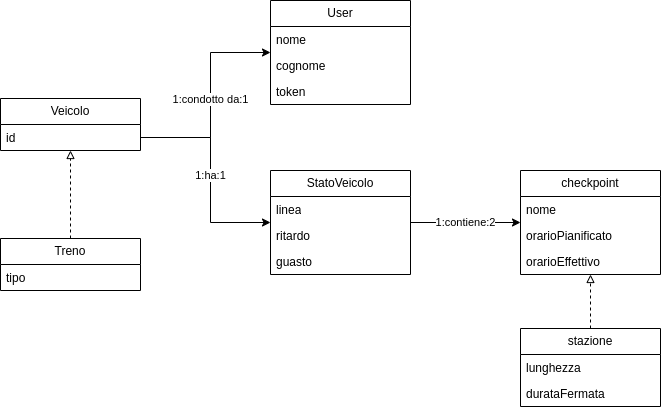 User
nome
cognome
token
Veicolo
id
1:condotto da:1
1:ha:1
StatoVeicolo
linea
ritardo
guasto
1:contiene:2
checkpoint
nome
orarioPianificato
orarioEffettivo
Treno
tipo
stazione
lunghezza
durataFermata